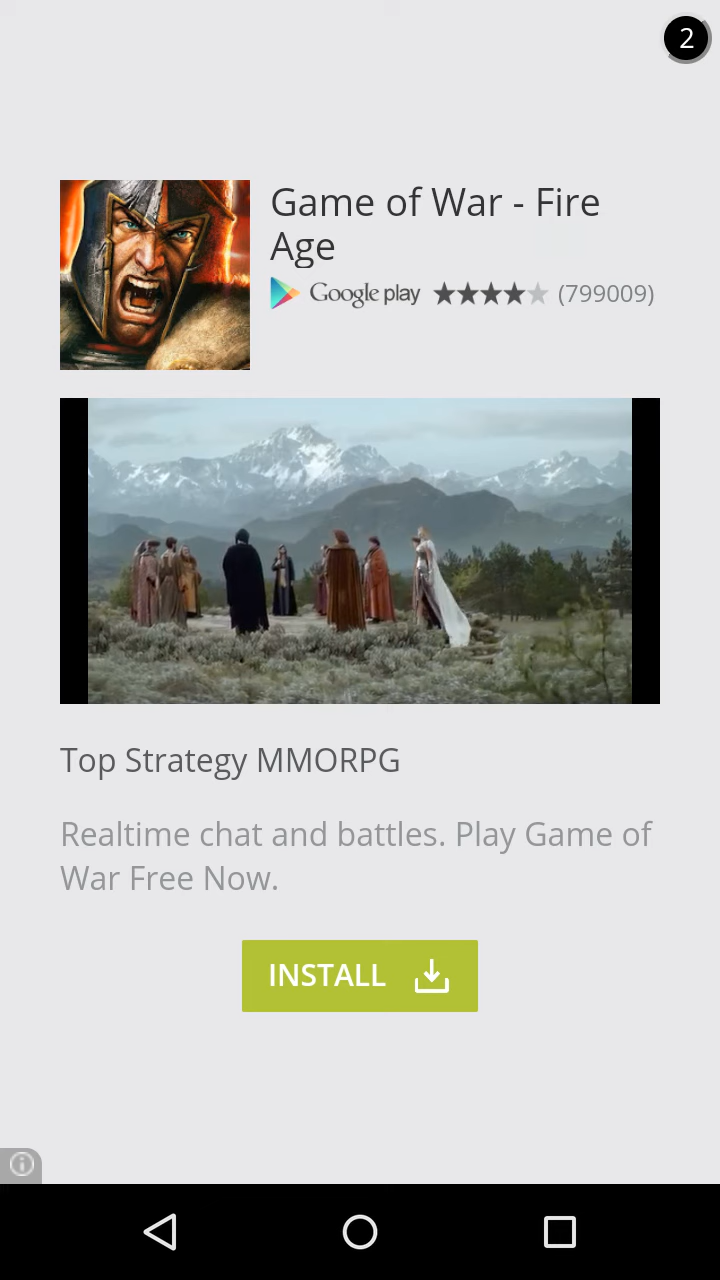 2
Game of War - Fire
Age
Google play (799009)
Top Strategy MMORPG
Realtime chat and battles. Play Game of
War Free Now.
INSTALL